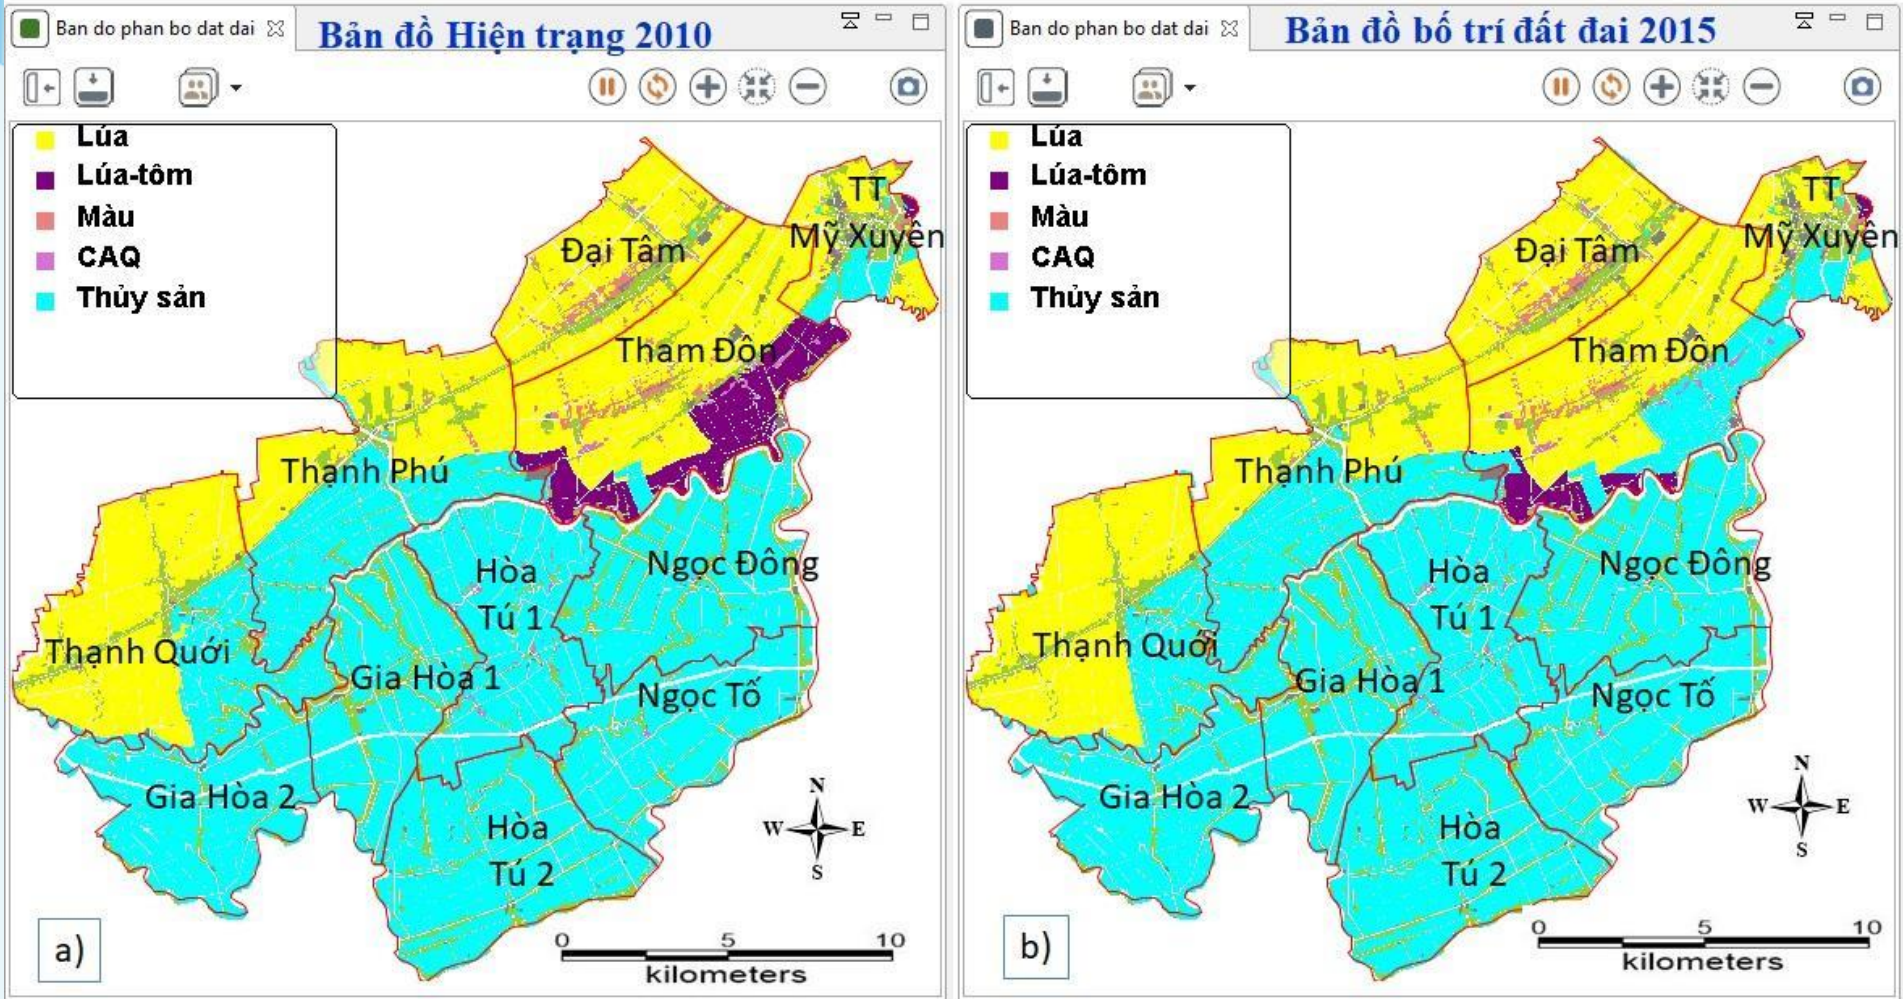 Ban do phan bo dat dai
Bản đồ Hiện trạng 2010
Lúa
Lúa-tôm
Màu
CAQ
Thủy sản
TT
Mỹ Xuyên
Đại Tâm
Tham Đôn
Thạnh Phú
Hòa
Tú 1
Ngọc Đông
Thạnh Quới
Gia Hòa 1
Ngọc Tố
Gia Hòa 2
Hòa
Tú 2
N
W
E
S
a)
0 5 10
kilometers
Ban do phan bo dat dai
Bản đồ bố trí đất đai 2015
Lúa
Lúa-tôm
Màu
CAQ
Thủy sản
TT
Mỹ Xuyên
Đại Tâm
Tham Đôn
Thạnh Phú
Hòa
Tú 1
Ngọc Đông
Thạnh Quới
Gia Hòa 1
Ngọc Tố
Gia Hòa 2
Hòa
Tú 2
N
W
E
S
b)
0 5 10
kilometers